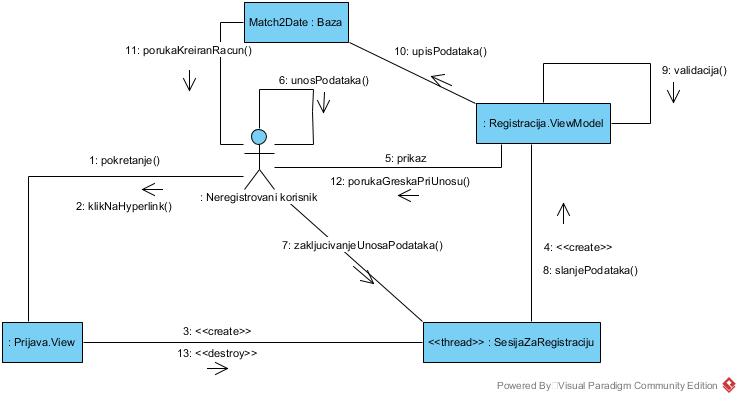 Match2Date : Baza
11: porukaKreiranRacun()
10: upisPodataka()
9: validacija()
6: unosPodataka()
: Registracija.ViewModel
1: pokretanje()
5: prikaz
12: porukaGreskaPriUnosu()
: Neregistrovani korisnik
2: klikNaHyperlink()
7: zakljucivanjeUnosaPodataka()
4: <<create>>
8: slanjePodataka()
3: <<create>>
: Prijava.View
<<thread>> : SesijaZaRegistraciju
13: <<destroy>>
Powered By Visual Paradigm Community Edition